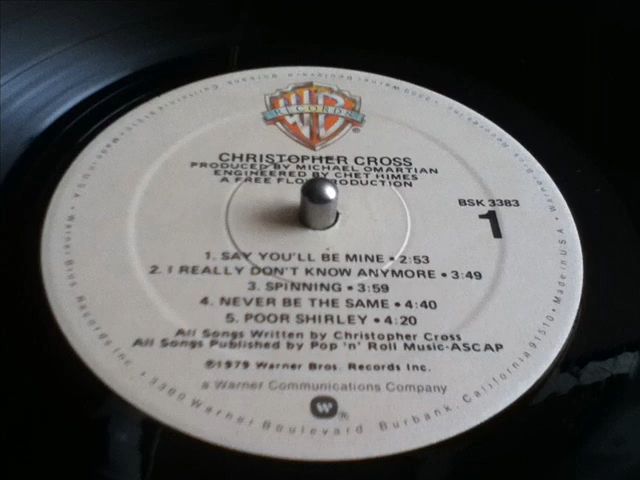 WB
RECORDS
®
CHRISTOPHER CROSS
PRODUCED BY MICHAEL OMARTIAN
ENGINEERED BY CHET HIMES
A FREE
BSK 3383
1
1. SAY YOU'LL BE MINE • 2:53
2. I REALLY DON'T KNOW ANYMORE • 3:49
3. SPINNING • 3:59
4. NEVER BE THE SAME • 4:40
5. POOR SHIRLEY • 4:20
All Songs Written by Christopher Cross
All Songs Published by Pop 'n' Roll Music-ASCAP
℗1979 Warner Bros. Records Inc.
a Warner Communications Company
W ®
Warner Bros. Records Inc. • 3300 Warner Boulevard, Burbank, California 91510 • Made in U.S.A.